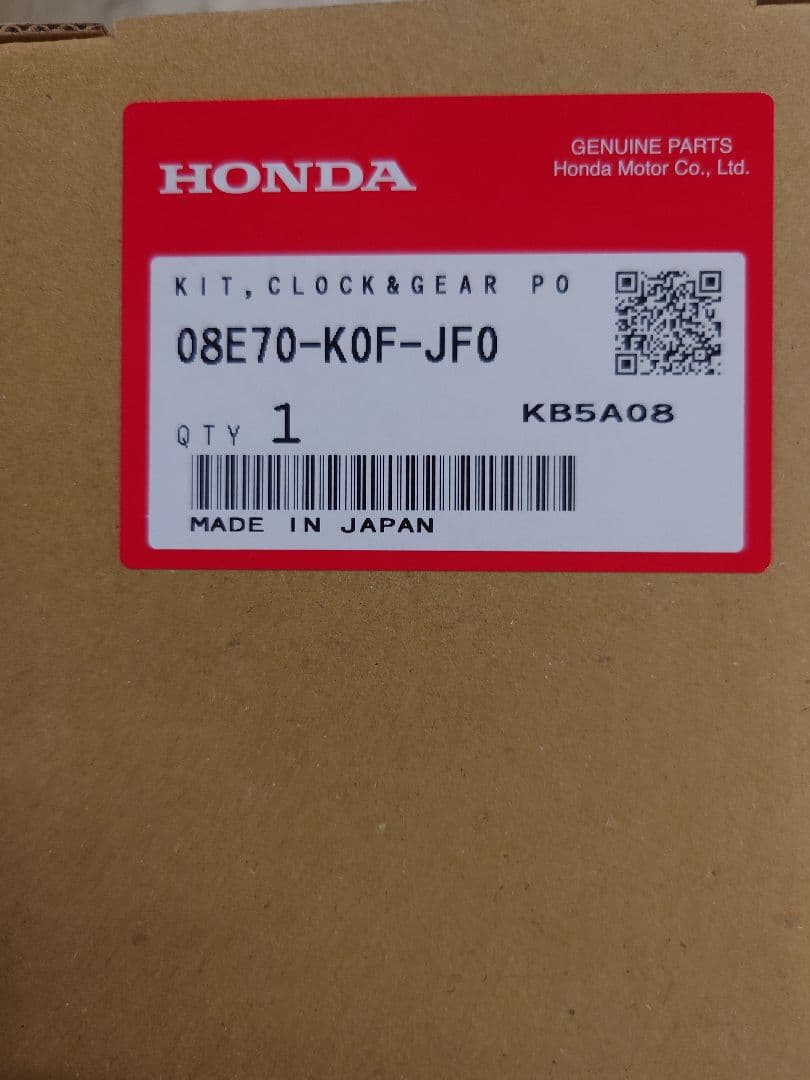 HONDA
GENUINE PARTS
Honda Motor Co., Ltd.
KIT,CLOCK&GEAR PO
08E70-K0F-JF0
QTY 1
KB5A08
MADE IN JAPAN